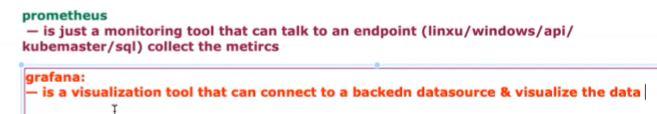 prometheus
— is just a monitoring tool that can talk to an endpoint (linxu/windows/api/
kubemaster/sql) collect the metircs
grafana:
— is a visualization tool that can connect to a backedn datasource & visualize the data